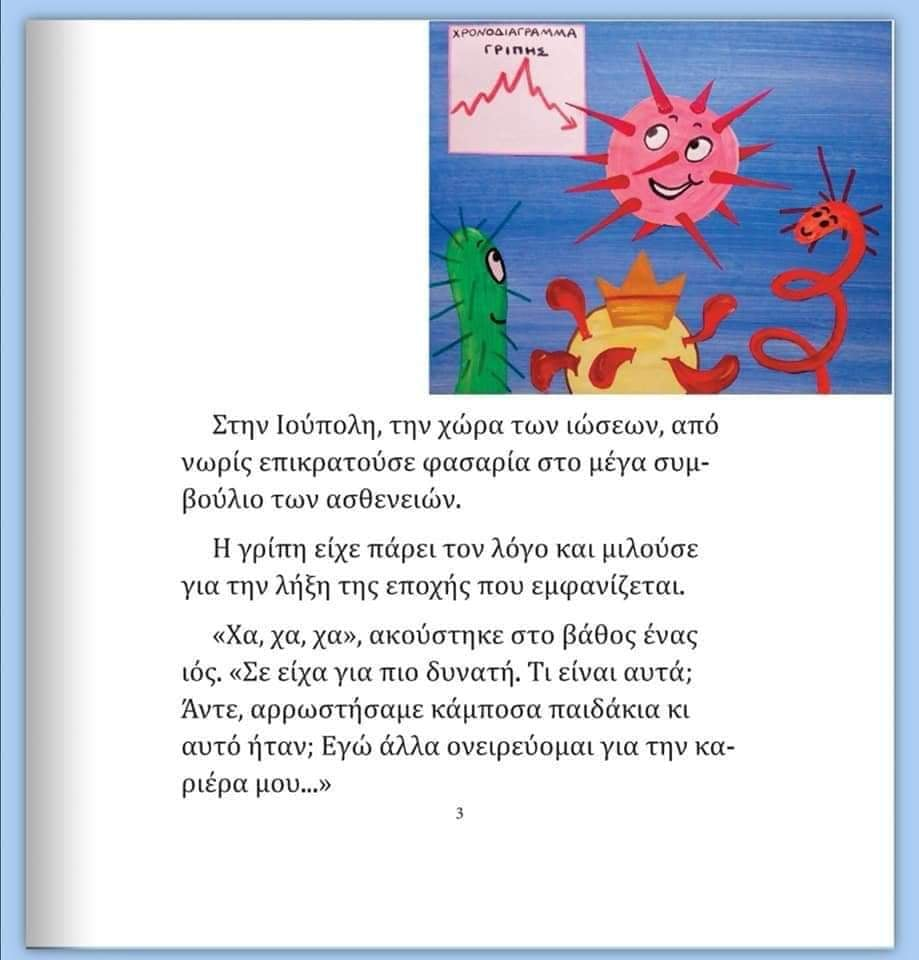 ΧΡΟΝΟΔΙΑΓΡΑΜΜΑ
ΓΡΙΠΗΣ
Στην Ιούπολη, την χώρα των ιώσεων, από
νωρίς επικρατούσε φασαρία στο μέγα συμ-
βούλιο των ασθενειών.
Η γρίπη είχε πάρει τον λόγο και μιλούσε
για την λήξη της εποχής που εμφανίζεται.
«Χα, χα, χα», ακούστηκε στο βάθος ένας
ιός. «Σε είχα για πιο δυνατή. Τι είναι αυτά;
Άντε, αρρωστήσαμε κάμποσα παιδάκια κι
αυτό ήταν; Εγώ άλλα ονειρεύομαι για την κα-
ριέρα μου...»
3